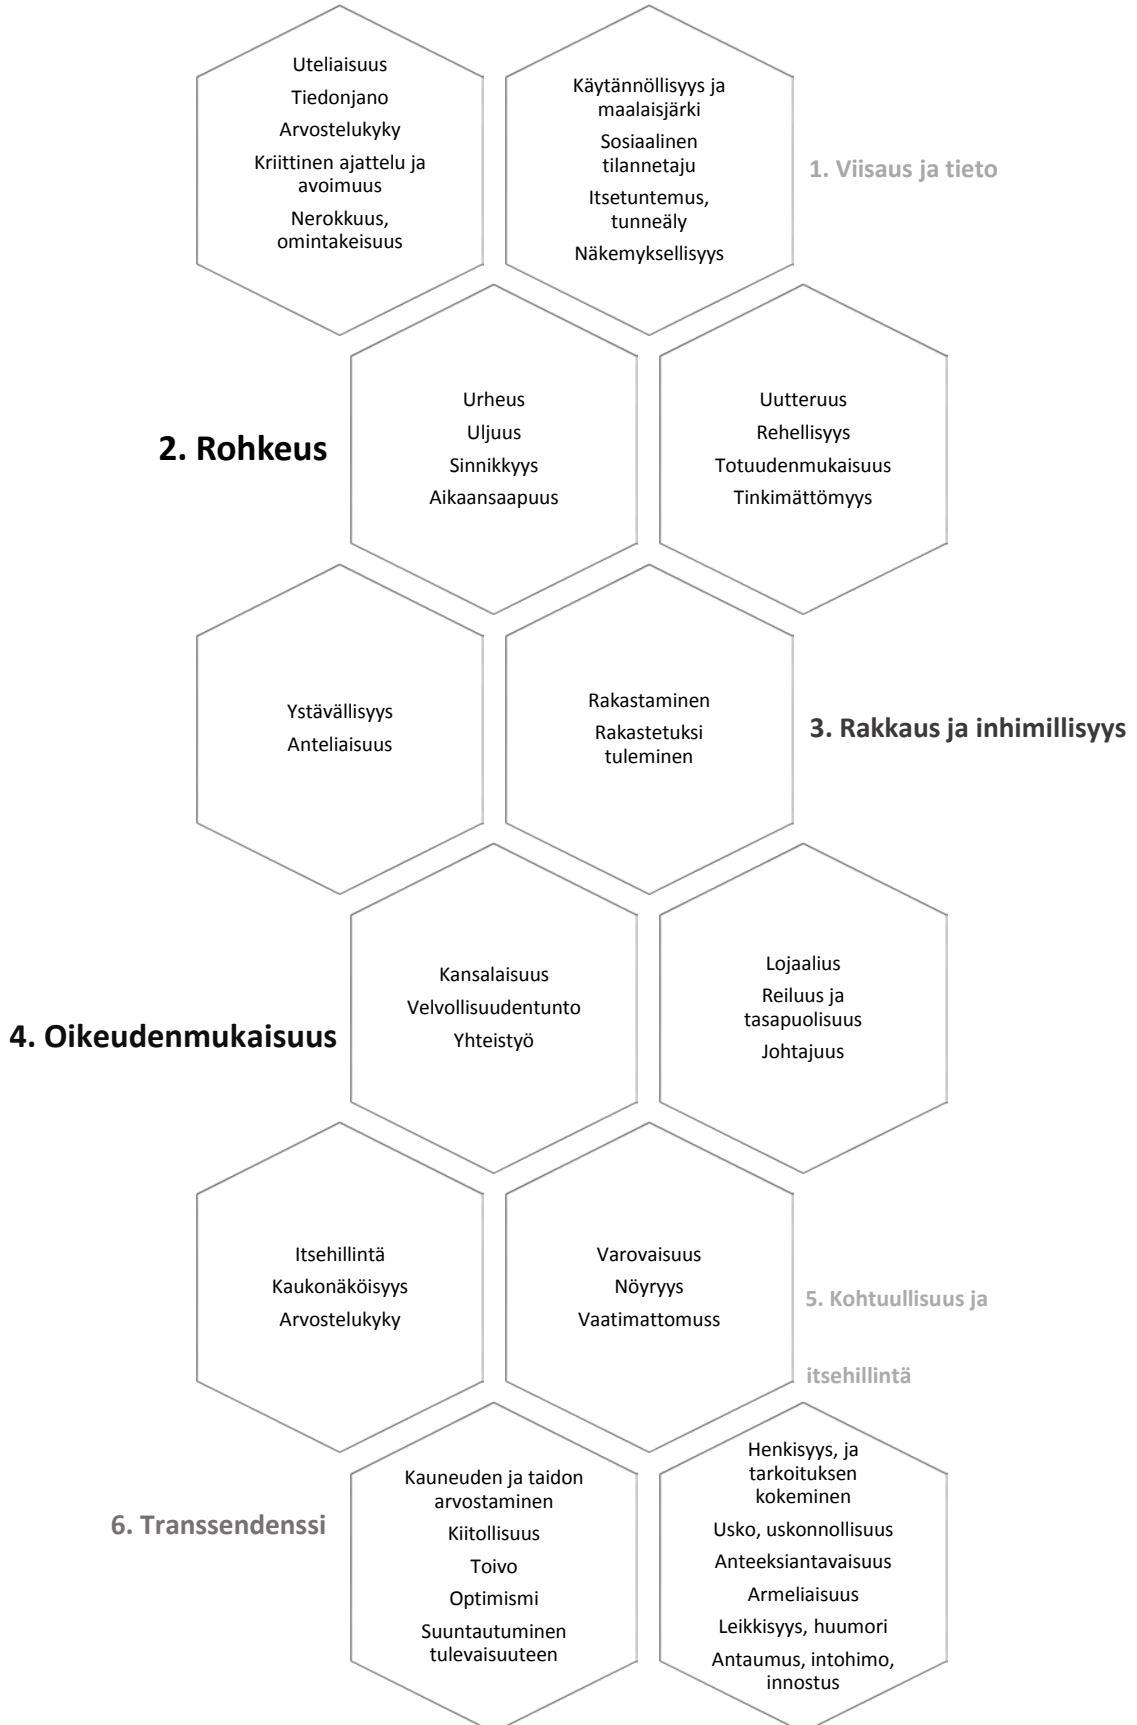 Uteliaisuus
Tiedonjano
Arvostelukyky
Kriittinen ajattelu ja
avoimuus
Nerokkuus,
omintakeisuus
Käytännöllisyys ja
maalaisjärki
Sosiaalinen
tilannetaju
Itsetuntemus,
tunneäly
Näkemyksellisyys
1. Viisaus ja tieto
2. Rohkeus
Urheus
Uljuus
Sinnikkyys
Aikaansaapuus
Uutteruus
Rehellisyys
Totuudenmukaisuus
Tinkimättömyys
Ystävällisyys
Anteliaisuus
Rakastaminen
Rakastetuksi
tuleminen
3. Rakkaus ja inhimillisyys
4. Oikeudenmukaisuus
Kansalaisuus
Velvollisuudentunto
Yhteistyö
Lojaalius
Reiluus ja
tasapuolisuus
Johtajuus
Itsehillintä
Kaukonäköisyys
Arvostelukyky
Varovaisuus
Nöyryys
Vaatimattomuss
5. Kohtuullisuus ja
itsehillintä
6. Transsendenssi
Kauneuden ja taidon
arvostaminen
Kiitollisuus
Toivo
Optimismi
Suuntautuminen
tulevaisuuteen
Henkisyys, ja
tarkoituksen
kokeminen
Usko, uskonnollisuus
Anteeksiantavaisuus
Armeliaisuus
Leikkisyys, huumori
Antaumus, intohimo,
innostus